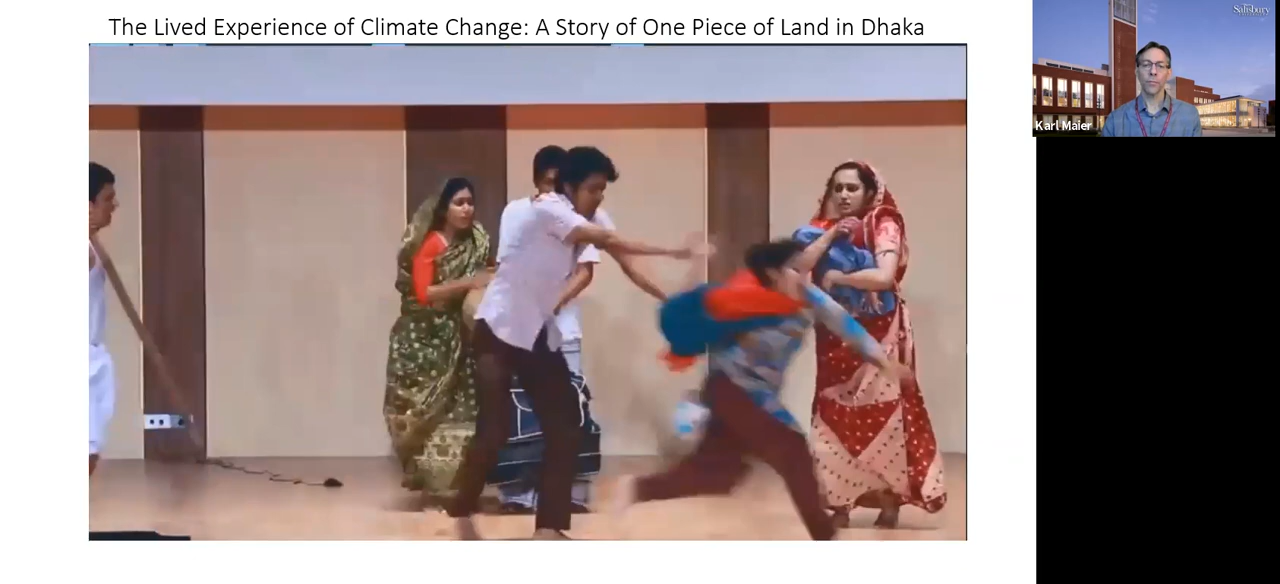 The Lived Experience of Climate Change: A Story of One Piece of Land in Dhaka
Salisbury
Karl Maier